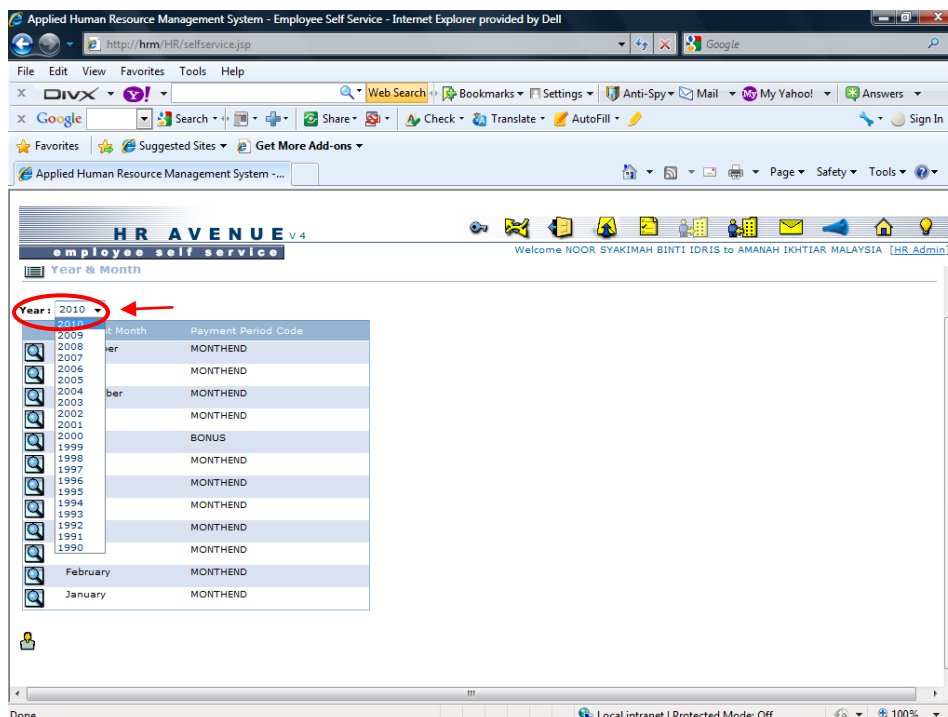 Applied Human Resource Management System - Employee Self Service - Internet Explorer provided by Dell
http://hrm/HR/selfservice.jsp
Google
File Edit View Favorites Tools Help
x DIVX Y! Web Search Bookmarks Settings Anti-Spy Mail My Yahoo! Answers
x Google Search Share Check Translate AutoFill Sign In
Favorites Suggested Sites Get More Add-ons
Applied Human Resource Management System -... Page Safety Tools
HR AVENUE V4
employee self service
Welcome NOOR SYAKIMAH BINTI IDRIS to AMANAH IKHTIAR MALAYSIA [HR Admin]
Year & Month
Year : 2010
2010
2009
2008
2007
2006
2005
2004
2003
2002
2001
2000
1999
1998
1997
1996
1995
1994
1993
1992
1991
1990
Month Payment Period Code
ber MONTHEND
MONTHEND
ber MONTHEND
MONTHEND
BONUS
MONTHEND
MONTHEND
MONTHEND
MONTHEND
MONTHEND
February MONTHEND
January MONTHEND
Done Local intranet | Protected Mode: Off 100%